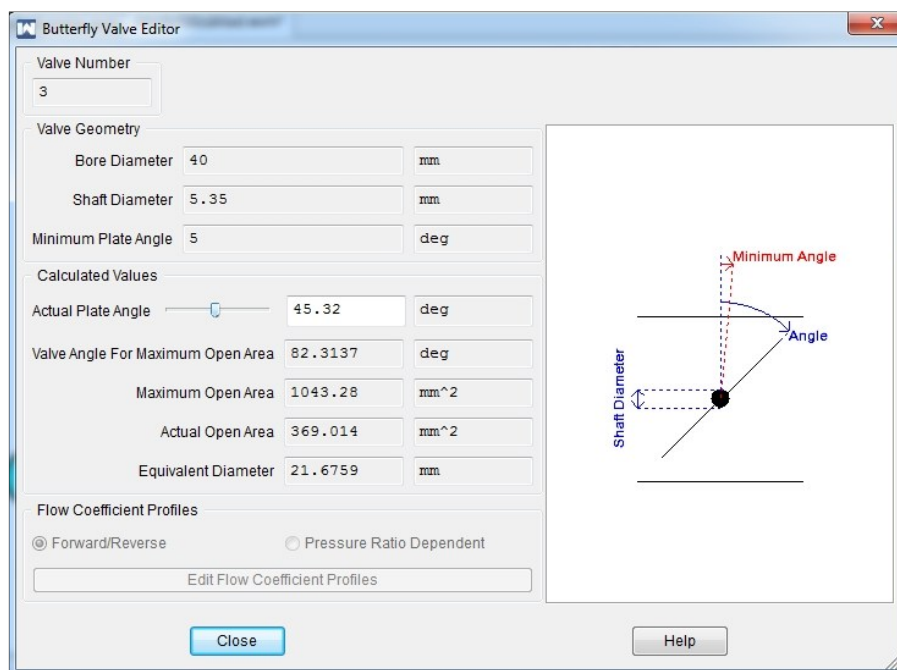 Butterfly Valve Editor
Valve Number
3
Valve Geometry
Bore Diameter 40 mm
Shaft Diameter 5.35 mm
Minimum Plate Angle 5 deg
Calculated Values
Actual Plate Angle 45.32 deg
Valve Angle For Maximum Open Area 82.3137 deg
Maximum Open Area 1043.28 mm^2
Actual Open Area 369.014 mm^2
Equivalent Diameter 21.6759 mm
Flow Coefficient Profiles
Forward/Reverse Pressure Ratio Dependent
Edit Flow Coefficient Profiles
Minimum Angle
Angle
Shaft Diameter
Close Help